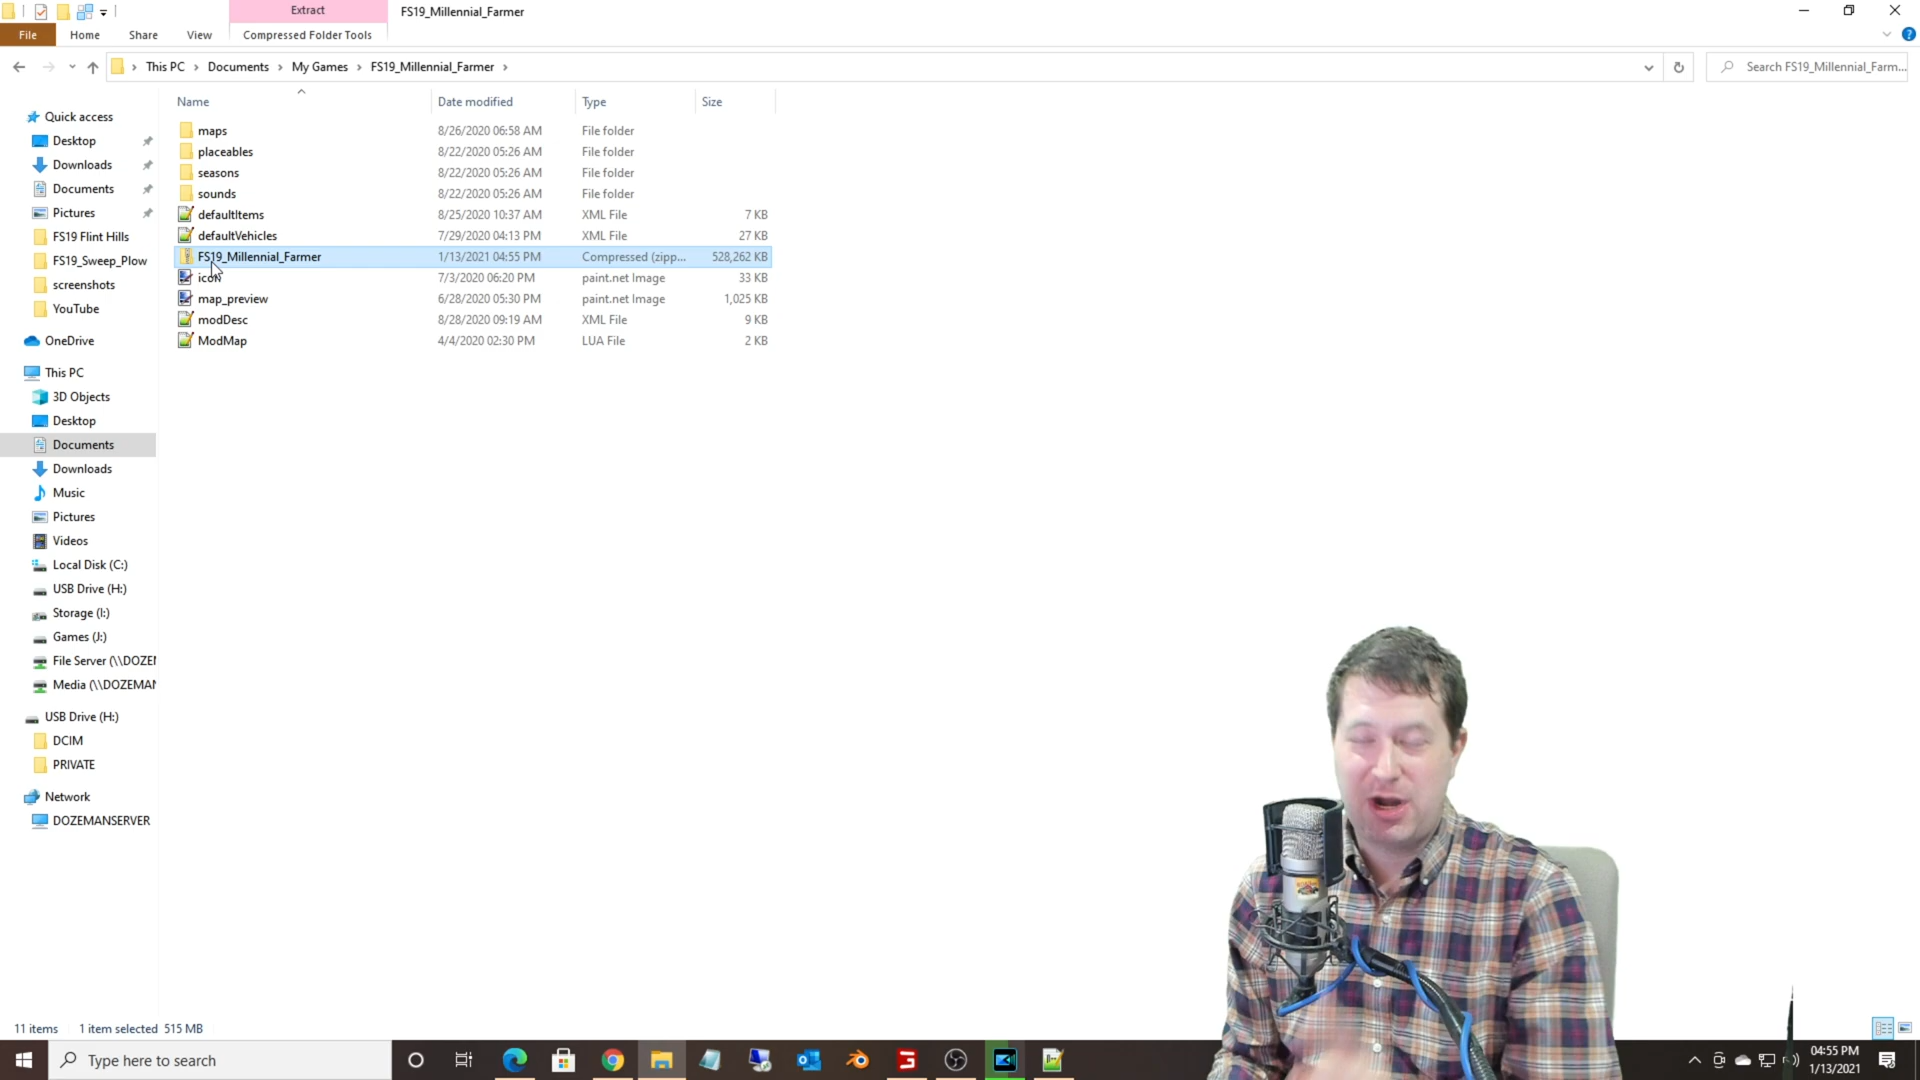 Extract
FS19_Millennial_Farmer
File
Home
Share
View
Compressed Folder Tools
This PC
Documents
My Games
FS19_Millennial_Farmer
Search FS19_Millennial_Farm...
Name
Date modified
Type
Size
maps 8/26/2020 06:58 AM File folder
placeables 8/22/2020 05:26 AM File folder
seasons 8/22/2020 05:26 AM File folder
sounds 8/22/2020 05:26 AM File folder
defaultItems 8/25/2020 10:37 AM XML File 7 KB
defaultVehicles 7/29/2020 04:13 PM XML File 27 KB
FS19_Millennial_Farmer 1/13/2021 04:55 PM Compressed (zipp... 528,262 KB
icon 7/3/2020 06:20 PM paint.net Image 33 KB
map_preview 6/28/2020 05:30 PM paint.net Image 1,025 KB
modDesc 8/28/2020 09:19 AM XML File 9 KB
ModMap 4/4/2020 02:30 PM LUA File 2 KB
Quick access
Desktop
Downloads
Documents
Pictures
FS19 Flint Hills
FS19_Sweep_Plow
screenshots
YouTube
OneDrive
This PC
3D Objects
Desktop
Documents
Downloads
Music
Pictures
Videos
Local Disk (C:)
USB Drive (H:)
Storage (I:)
Games (J:)
File Server (\\DOZEM
Media (\\DOZEMAN
USB Drive (H:)
DCIM
PRIVATE
Network
DOZEMANSERVER
11 items
1 item selected 515 MB
Type here to search
04:55 PM
1/13/2021